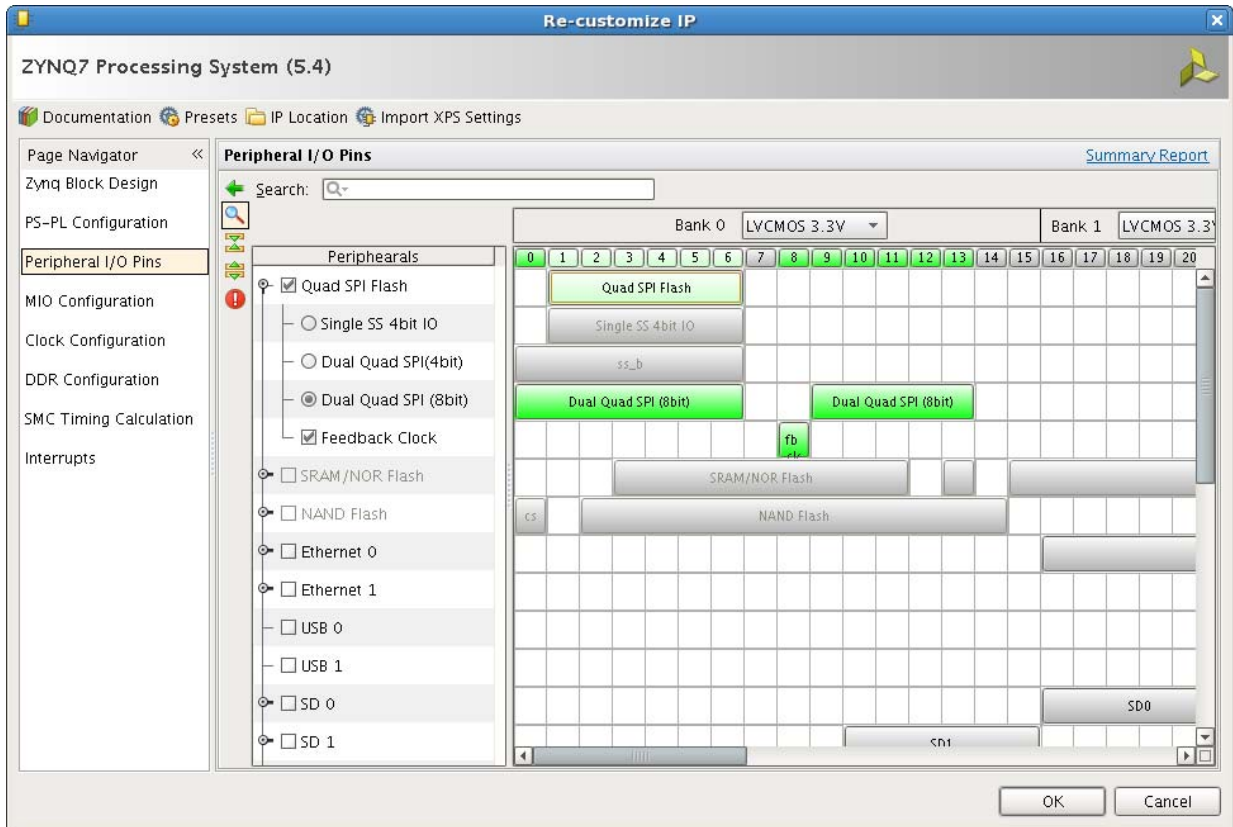 Re-customize IP
ZYNQ7 Processing System (5.4)
Documentation Presets IP Location Import XPS Settings
Page Navigator «
Zynq Block Design
PS-PL Configuration
Peripheral I/O Pins
MIO Configuration
Clock Configuration
DDR Configuration
SMC Timing Calculation
Interrupts
Peripheral I/O Pins Summary Report
Search:
Bank 0 LVCMOS 3.3V Bank 1 LVCMOS 3.3V
Periphearals 0 1 2 3 4 5 6 7 8 9 10 11 12 13 14 15 16 17 18 19 20
Quad SPI Flash Quad SPI Flash
Single SS 4bit IO Single SS 4bit IO
Dual Quad SPI(4bit) ss_b
Dual Quad SPI (8bit) Dual Quad SPI (8bit) Dual Quad SPI (8bit)
Feedback Clock fb clk
SRAM/NOR Flash SRAM/NOR Flash
NAND Flash cs NAND Flash
Ethernet 0
Ethernet 1
USB 0
USB 1
SD 0 SD0
SD 1 SD1
OK Cancel